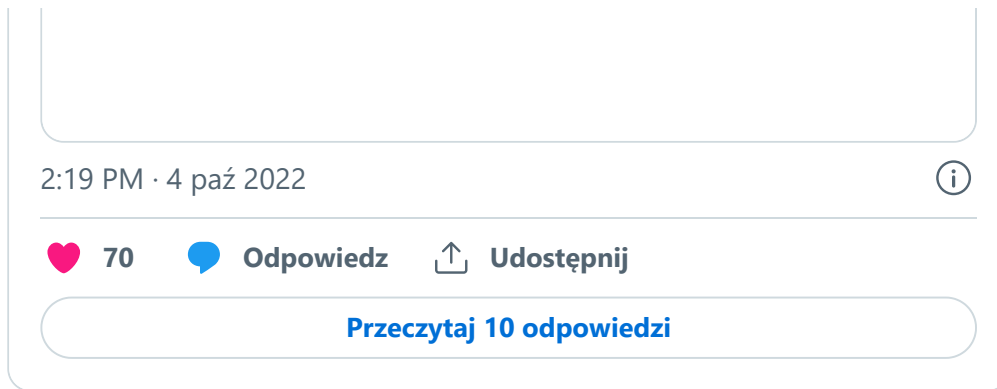 2:19 PM · 4 paź 2022
70 Odpowiedz Udostępnij
Przeczytaj 10 odpowiedzi